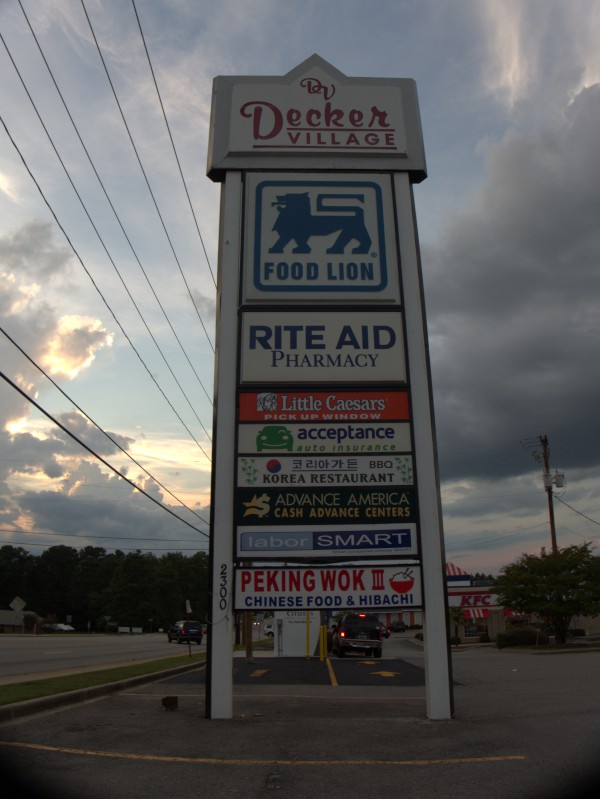 DV
Decker
VILLAGE
FOOD LION
RITE AID
PHARMACY
Little Caesars
PICK UP WINDOW
acceptance
auto insurance
코리아가든 BBQ
KOREA RESTAURANT
ADVANCE AMERICA
CASH ADVANCE CENTERS
labor SMART
PEKING WOK III
CHINESE FOOD & HIBACHI
2300
KFC